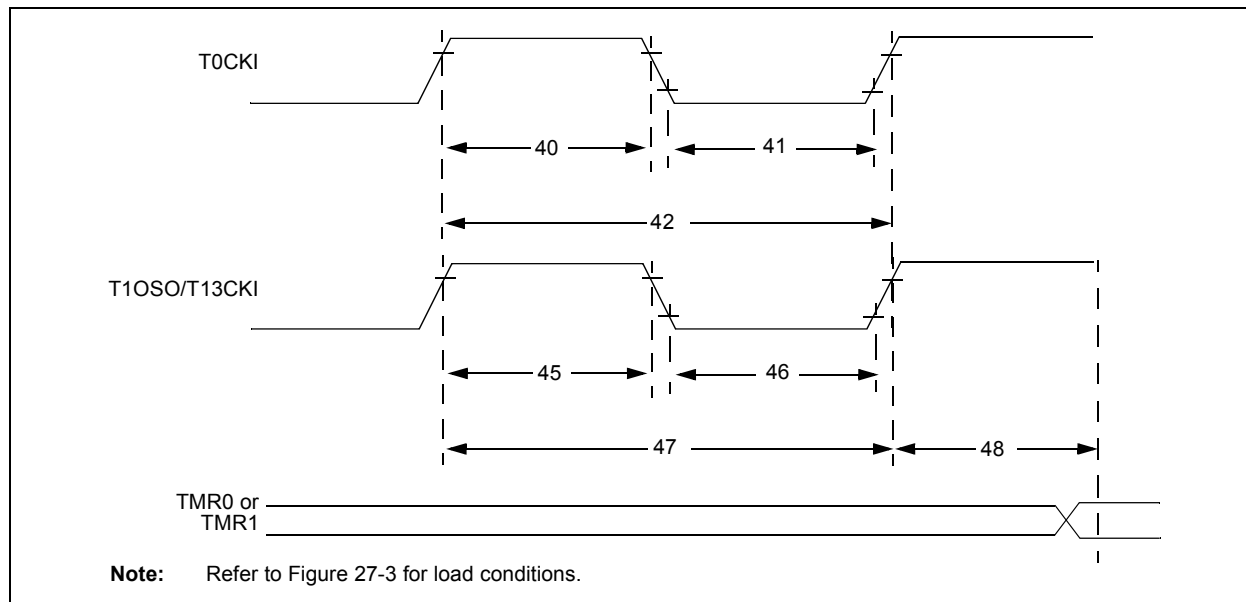 T0CKI
40
41
42
T1OSO/T13CKI
45
46
47
48
TMR0 or
TMR1
Note: Refer to Figure 27-3 for load conditions.